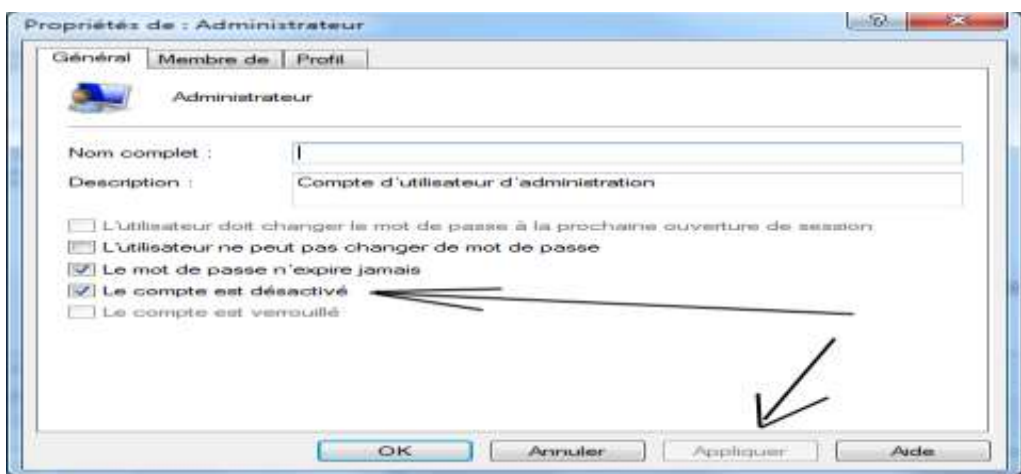 Propriétés de : Administrateur
Général Membre de Profil
Administrateur
Nom complet :
Description : Compte d'utilisateur d'administration
L'utilisateur doit changer le mot de passe à la prochaine ouverture de session
L'utilisateur ne peut pas changer de mot de passe
Le mot de passe n'expire jamais
Le compte est désactivé
Le compte est verrouillé
OK Annuler Appliquer Aide